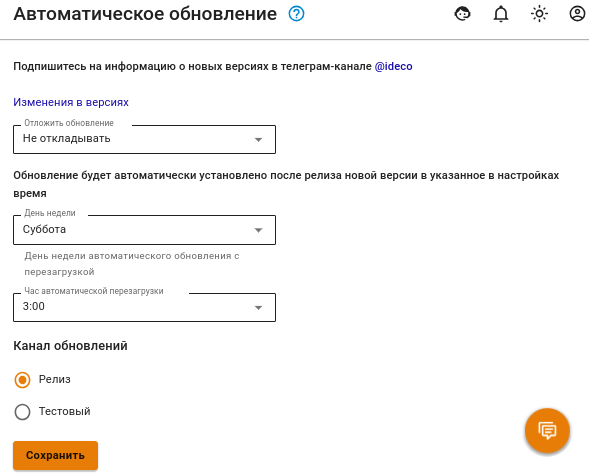 Автоматическое обновление
Подпишитесь на информацию о новых версиях в телеграм-канале @ideco
Изменения в версиях
Отложить обновление
Не откладывать
Обновление будет автоматически установлено после релиза новой версии в указанное в настройках
время
День недели
Суббота
День недели автоматического обновления с
перезагрузкой
Час автоматической перезагрузки
3:00
Канал обновлений
Релиз
Тестовый
Сохранить